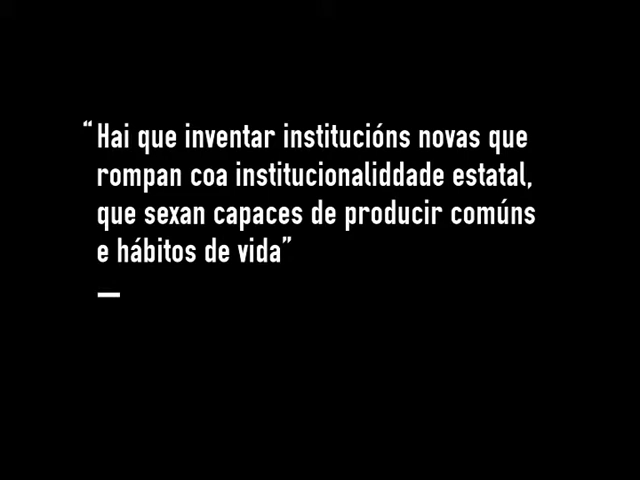 “Hai que inventar institucións novas que
rompan coa institucionaliddade estatal,
que sexan capaces de producir comúns
e hábitos de vida”